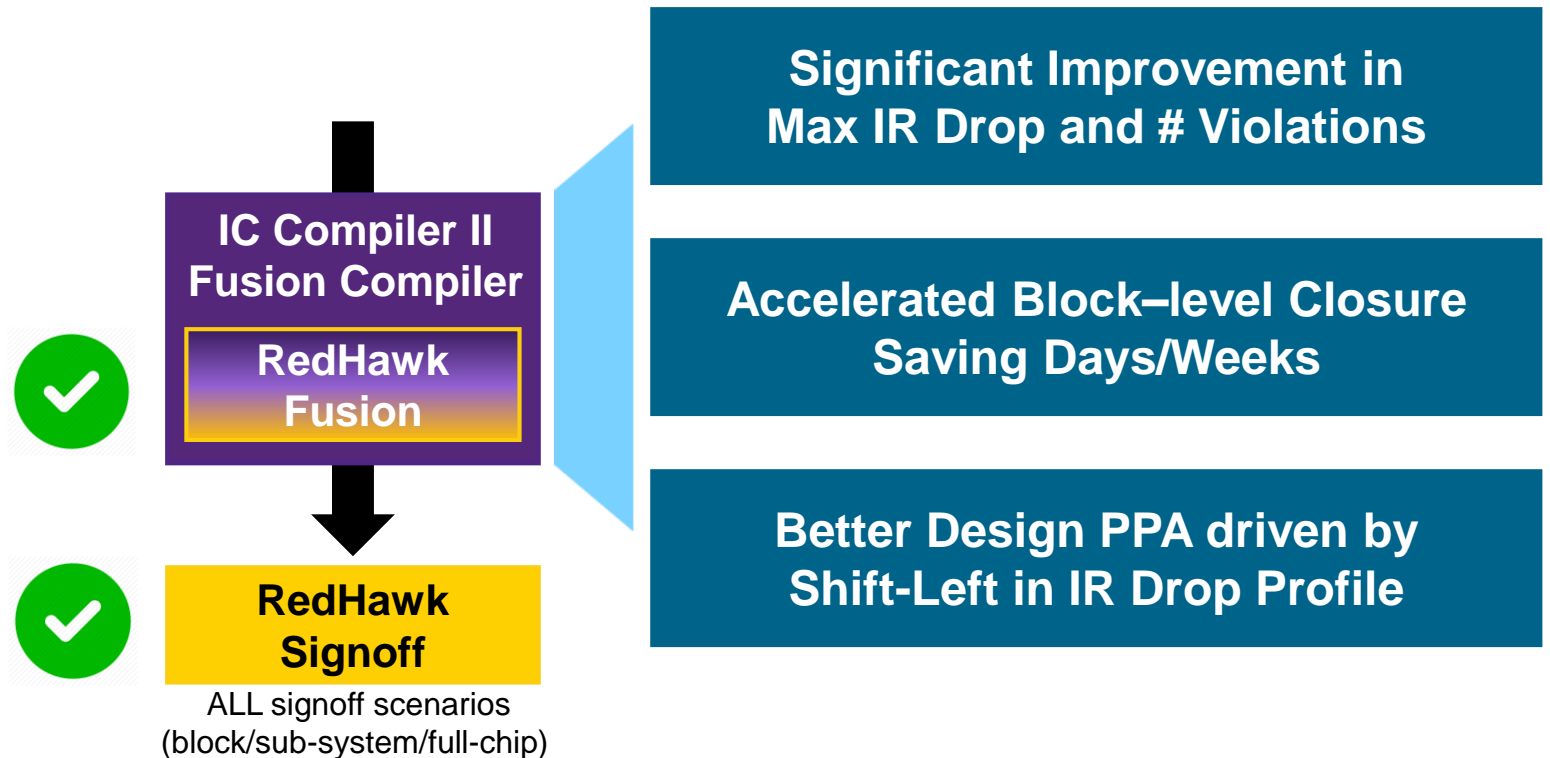 IC Compiler II
Fusion Compiler
RedHawk
Fusion
RedHawk
Signoff
ALL signoff scenarios
(block/sub-system/full-chip)
Significant Improvement in
Max IR Drop and # Violations
Accelerated Block–level Closure
Saving Days/Weeks
Better Design PPA driven by
Shift-Left in IR Drop Profile